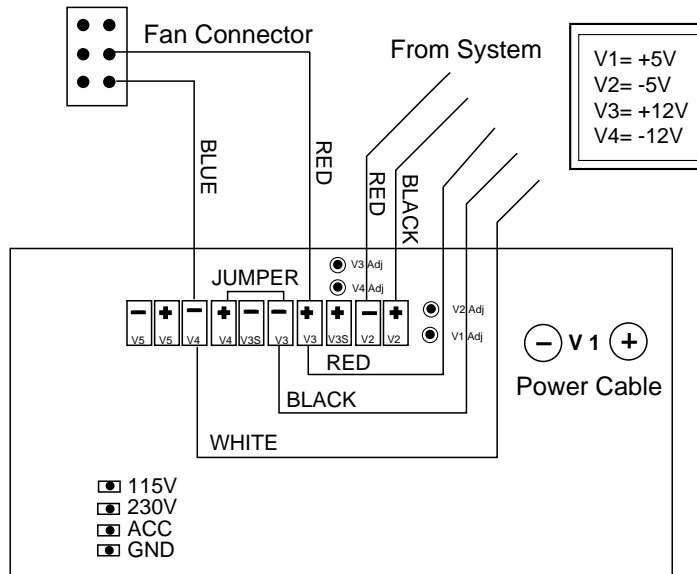 Fan Connector
From System
V1= +5V
V2= -5V
V3= +12V
V4= -12V
BLUE
RED
RED
BLACK
V3 Adj
V4 Adj
JUMPER
− + − + − − + + − +
V5 V5 V4 V4 V3S V3 V3 V3S V2 V2
V2 Adj
V1 Adj
− V 1 +
Power Cable
RED
BLACK
WHITE
115V
230V
ACC
GND